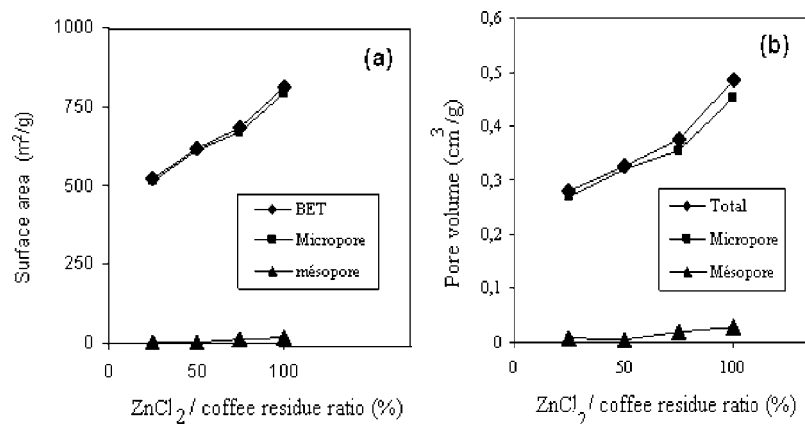 (a)
1000
750
500
250
0
Surface area (m²/g)
BET
Micropore
mésopore
0 50 100
ZnCl₂ / coffee residue ratio (%)
(b)
0,6
0,5
0,4
0,3
0,2
0,1
0
Pore volume (cm³/g)
Total
Micropore
Mésopore
0 50 100
ZnCl₂ / coffee residue ratio (%)